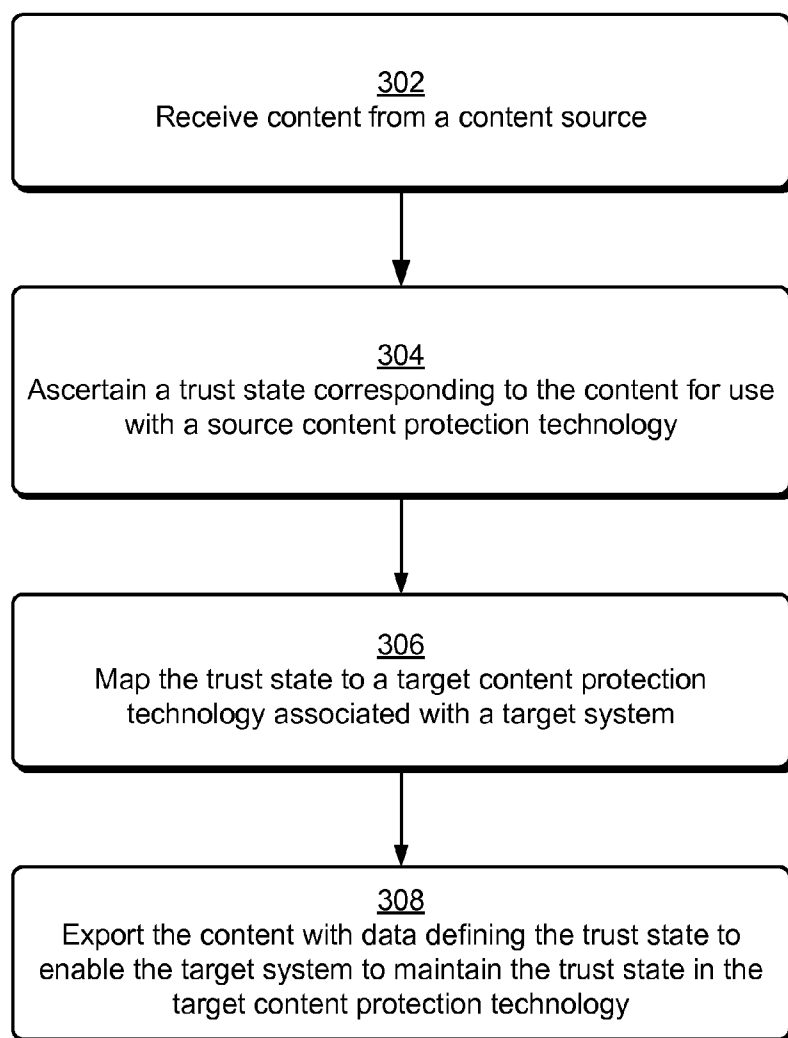 302
Receive content from a content source
304
Ascertain a trust state corresponding to the content for use
with a source content protection technology
306
Map the trust state to a target content protection
technology associated with a target system
308
Export the content with data defining the trust state to
enable the target system to maintain the trust state in the
target content protection technology